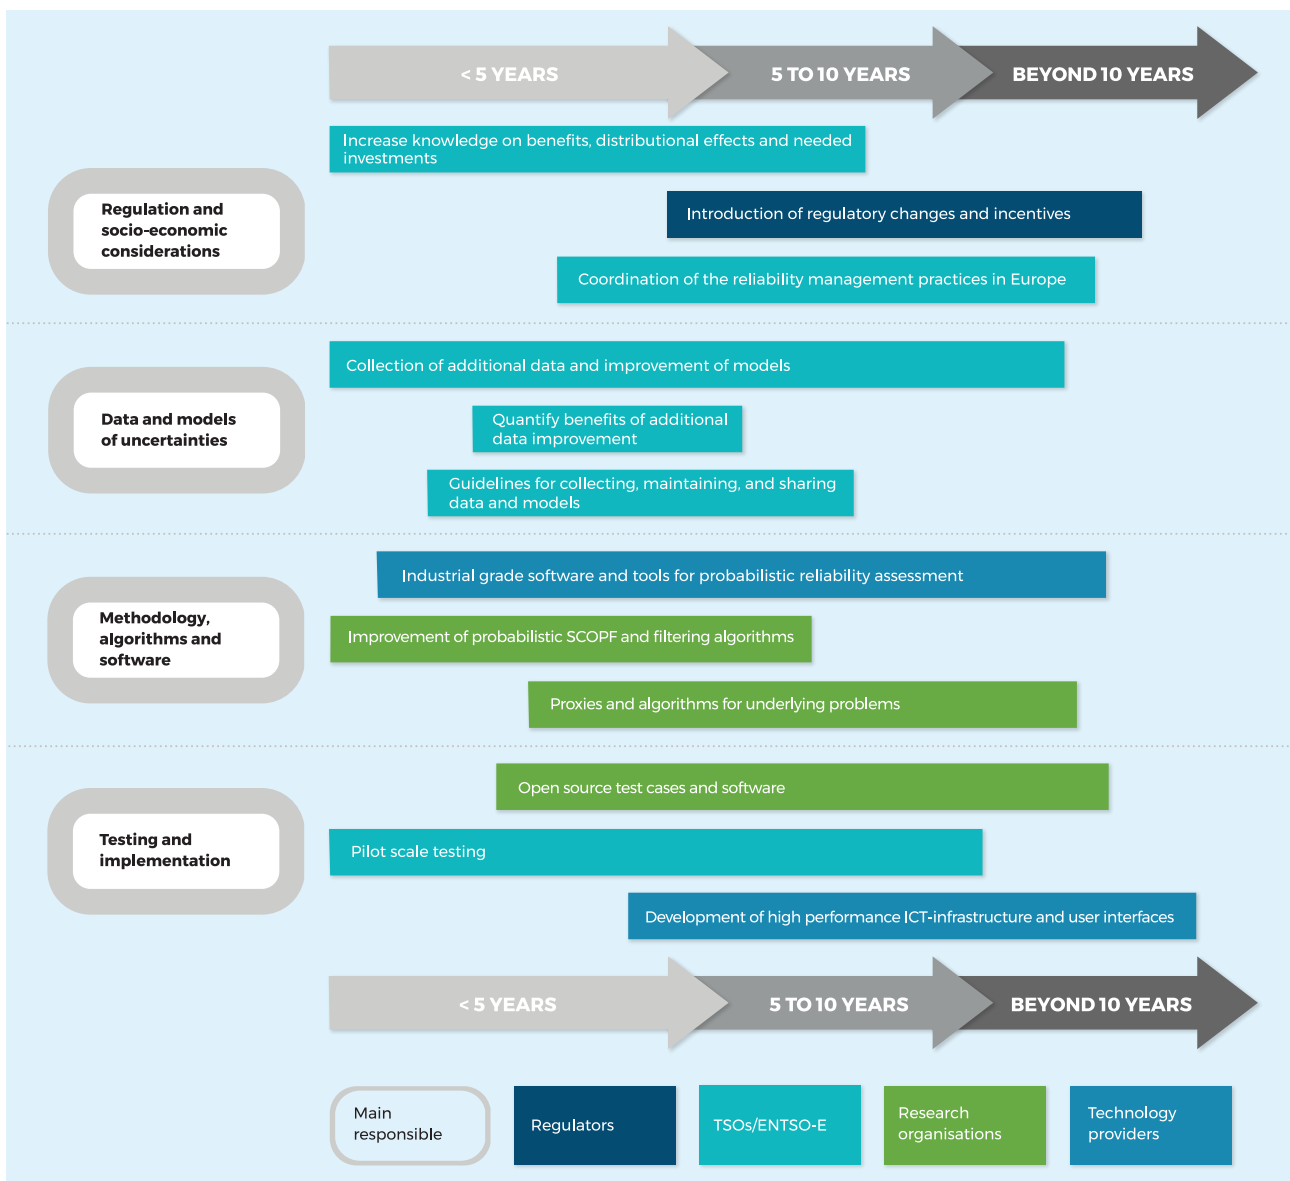 < 5 YEARS
5 TO 10 YEARS
BEYOND 10 YEARS
Increase knowledge on benefits, distributional effects and needed
investments
Regulation and
socio-economic
considerations
Introduction of regulatory changes and incentives
Coordination of the reliability management practices in Europe
Collection of additional data and improvement of models
Data and models
of uncertainties
Quantify benefits of additional
data improvement
Guidelines for collecting, maintaining, and sharing
data and models
Industrial grade software and tools for probabilistic reliability assessment
Methodology,
algorithms and
software
Improvement of probabilistic SCOPF and filtering algorithms
Proxies and algorithms for underlying problems
Open source test cases and software
Testing and
implementation
Pilot scale testing
Development of high performance ICT-infrastructure and user interfaces
< 5 YEARS
5 TO 10 YEARS
BEYOND 10 YEARS
Main
responsible
Regulators
TSOs/ENTSO-E
Research
organisations
Technology
providers